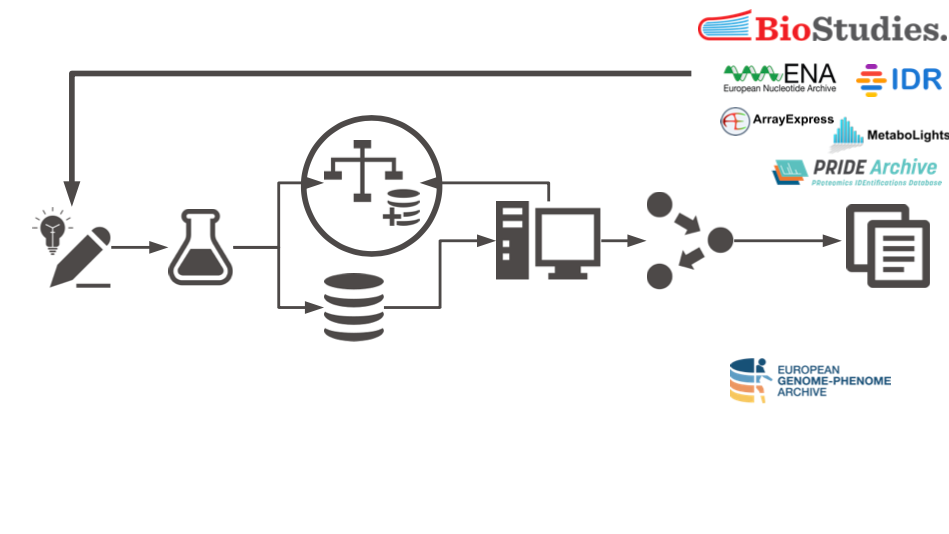 BioStudies.
ENA
European Nucleotide Archive
IDR
ArrayExpress
MetaboLights
PRIDE Archive
PRoteomics IDEntifications Database
EUROPEAN
GENOME-PHENOME
ARCHIVE